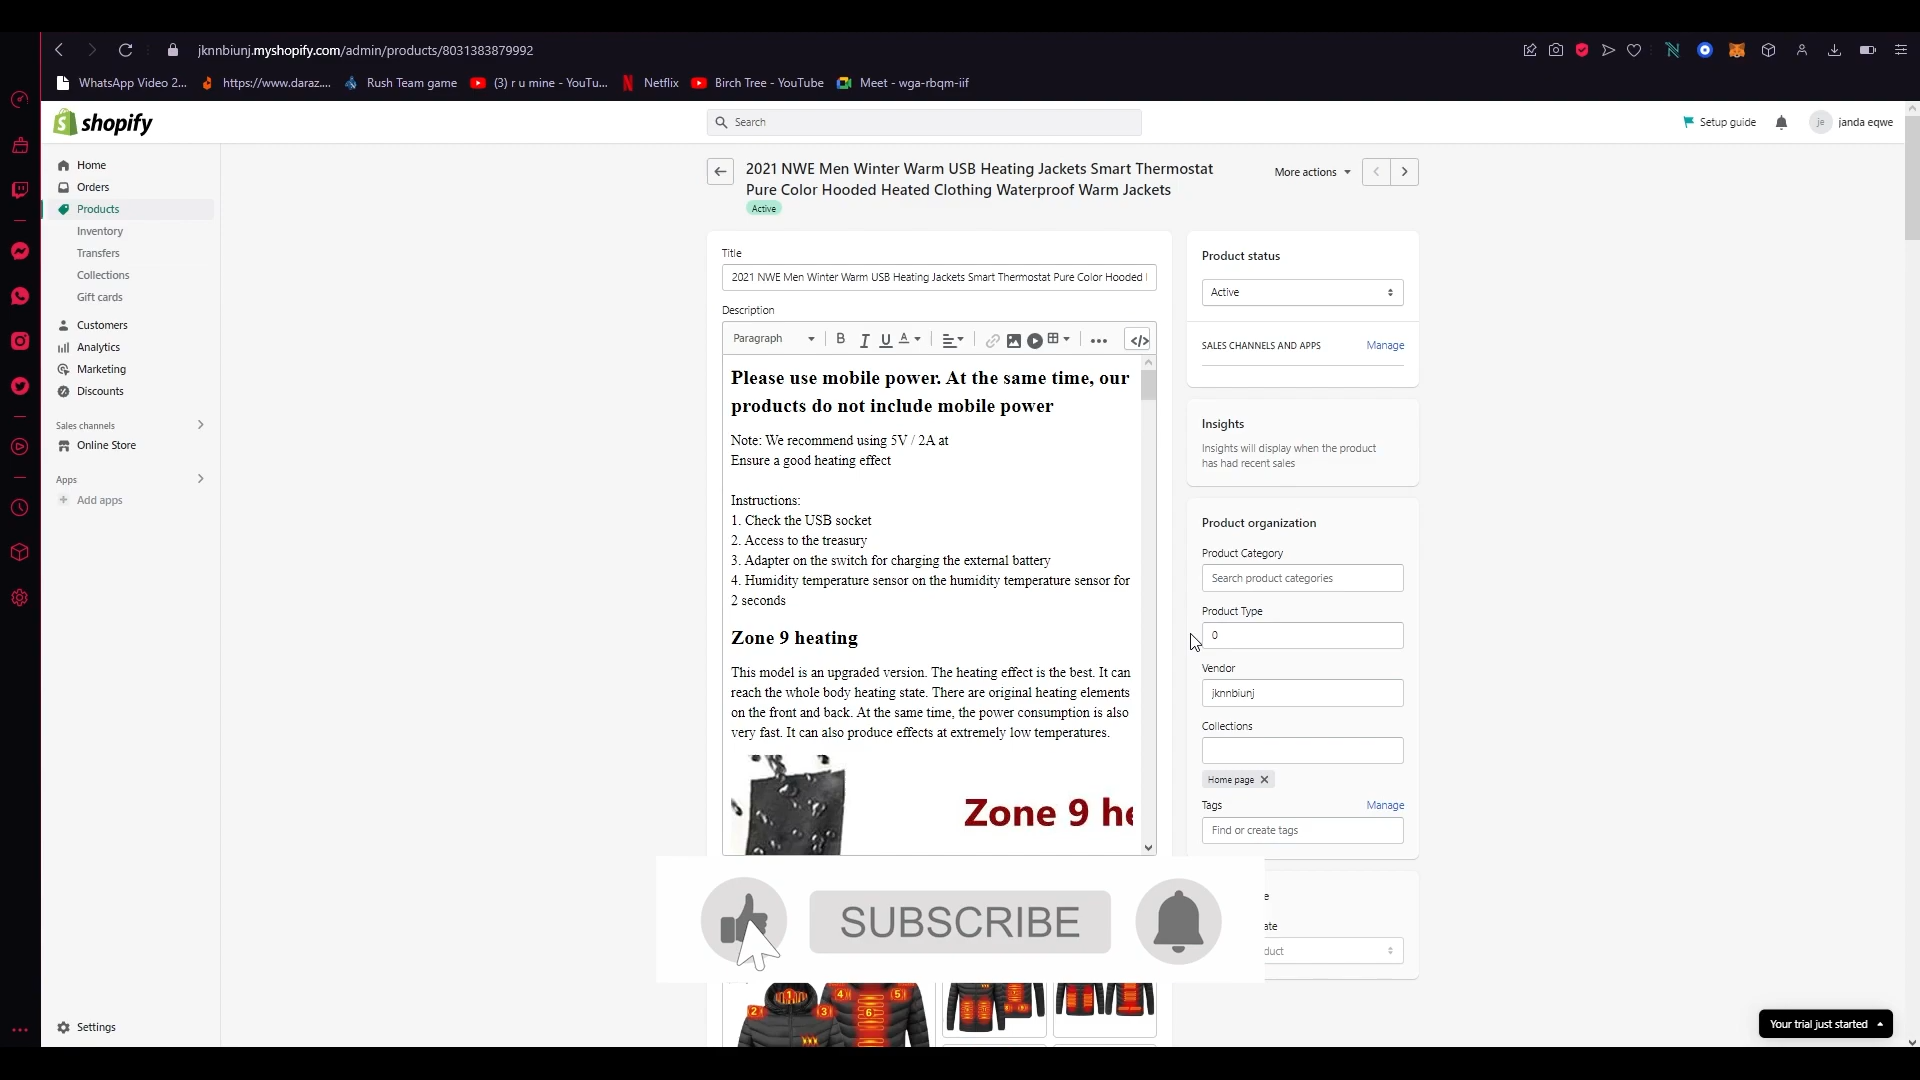 jknnbiunj.myshopify.com/admin/products/8031383879992
WhatsApp Video 2...
https://www.daraz....
Rush Team game
(3) r u mine - YouTu...
Netflix
Birch Tree - YouTube
Meet - wga-rbqm-iif
shopify
Search
Setup guide
je
janda eqwe
Home
Orders
Products
Inventory
Transfers
Collections
Gift cards
Customers
Analytics
Marketing
Discounts
Sales channels
Online Store
Apps
Add apps
Settings
2021 NWE Men Winter Warm USB Heating Jackets Smart Thermostat
Pure Color Hooded Heated Clothing Waterproof Warm Jackets
Active
More actions
Title
2021 NWE Men Winter Warm USB Heating Jackets Smart Thermostat Pure Color Hooded
Description
Paragraph
B I U A
Please use mobile power. At the same time, our
products do not include mobile power
Note: We recommend using 5V / 2A at
Ensure a good heating effect
Instructions:
1. Check the USB socket
2. Access to the treasury
3. Adapter on the switch for charging the external battery
4. Humidity temperature sensor on the humidity temperature sensor for
2 seconds
Zone 9 heating
This model is an upgraded version. The heating effect is the best. It can
reach the whole body heating state. There are original heating elements
on the front and back. At the same time, the power consumption is also
very fast. It can also produce effects at extremely low temperatures.
Zone 9 he
SUBSCRIBE
1
2
3
4
5
6
Product status
Active
SALES CHANNELS AND APPS
Manage
Insights
Insights will display when the product
has had recent sales
Product organization
Product Category
Search product categories
Product Type
0
Vendor
jknnbiunj
Collections
Home page
Tags
Manage
Find or create tags
e
ate
duct
Your trial just started